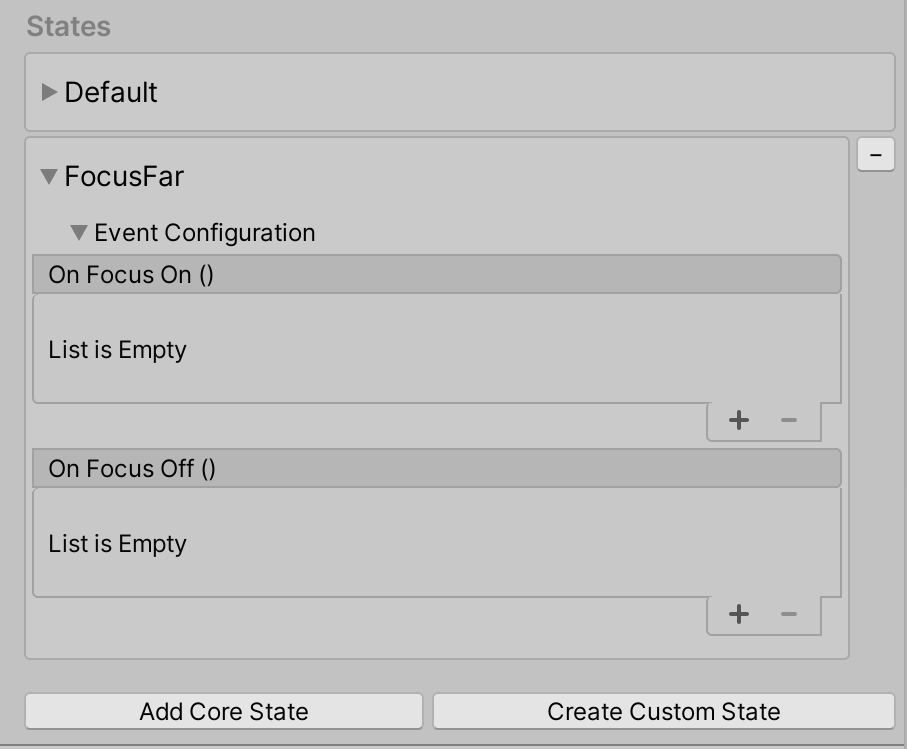 States
Default
FocusFar
Event Configuration
On Focus On ()
List is Empty
On Focus Off ()
List is Empty
Add Core State
Create Custom State